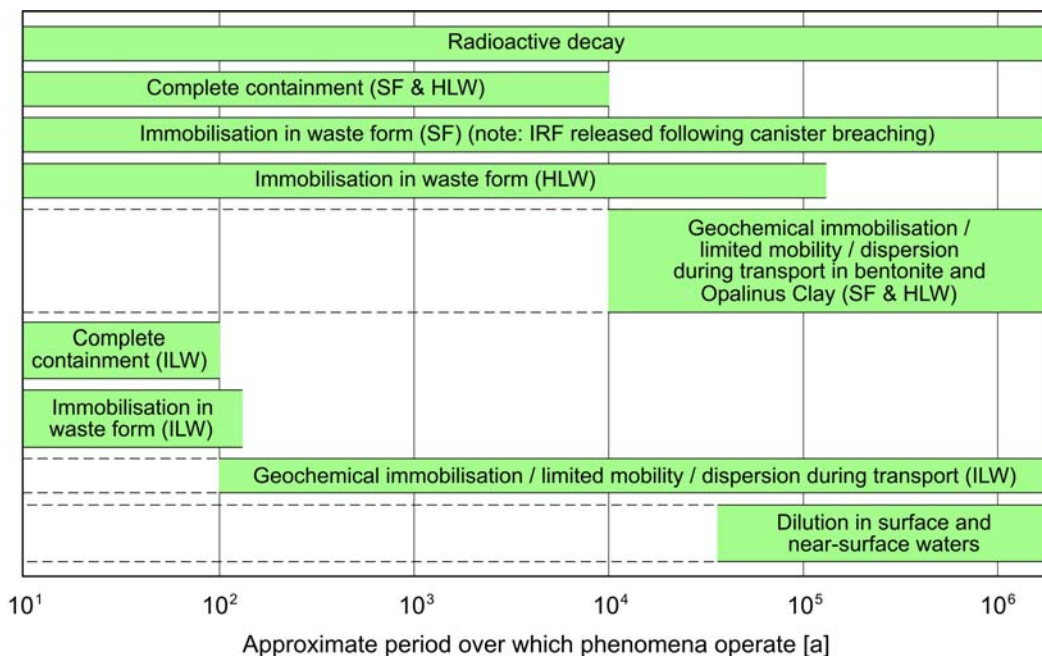 Radioactive decay
Complete containment (SF & HLW)
Immobilisation in waste form (SF) (note: IRF released following canister breaching)
Immobilisation in waste form (HLW)
Geochemical immobilisation /
limited mobility / dispersion
during transport in bentonite and
Opalinus Clay (SF & HLW)
Complete
containment (ILW)
Immobilisation in
waste form (ILW)
Geochemical immobilisation / limited mobility / dispersion during transport (ILW)
Dilution in surface and
near-surface waters
10¹ 10² 10³ 10⁴ 10⁵ 10⁶
Approximate period over which phenomena operate [a]